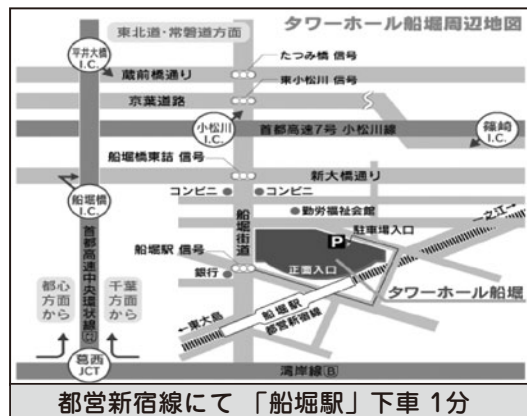 タワーホール船堀周辺地図
東北道・常磐道方面
平井大橋
I.C.
たつみ橋 信号
蔵前橋通り
東小松川 信号
京葉道路
小松川
I.C.
首都高速7号 小松川線
篠崎
I.C.
船堀橋東詰 信号
新大橋通り
船堀橋
I.C.
コンビニ
コンビニ
勤労福祉会館
船堀街道
駐車場入口
一之江→
P
船堀駅 信号
正面入口
銀行
タワーホール船堀
首都高速中央環状線
都心
方面
から
千葉
方面
から
船堀駅
都営新宿線
←東大島
葛西
JCT
湾岸線Ⓑ
都営新宿線にて 「船堀駅」下車 1分